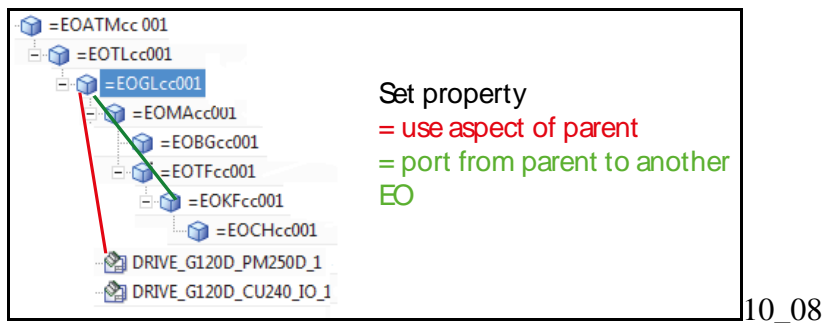 =EOATMcc 001
=EOTLcc001
=EOGLcc001
=EOMAcc001
=EOBGcc001
=EOTFcc001
=EOKFcc001
=EOCHcc001
DRIVE_G120D_PM250D_1
DRIVE_G120D_CU240_IO_1
Set property
= use aspect of parent
= port from parent to another
EO
10_08